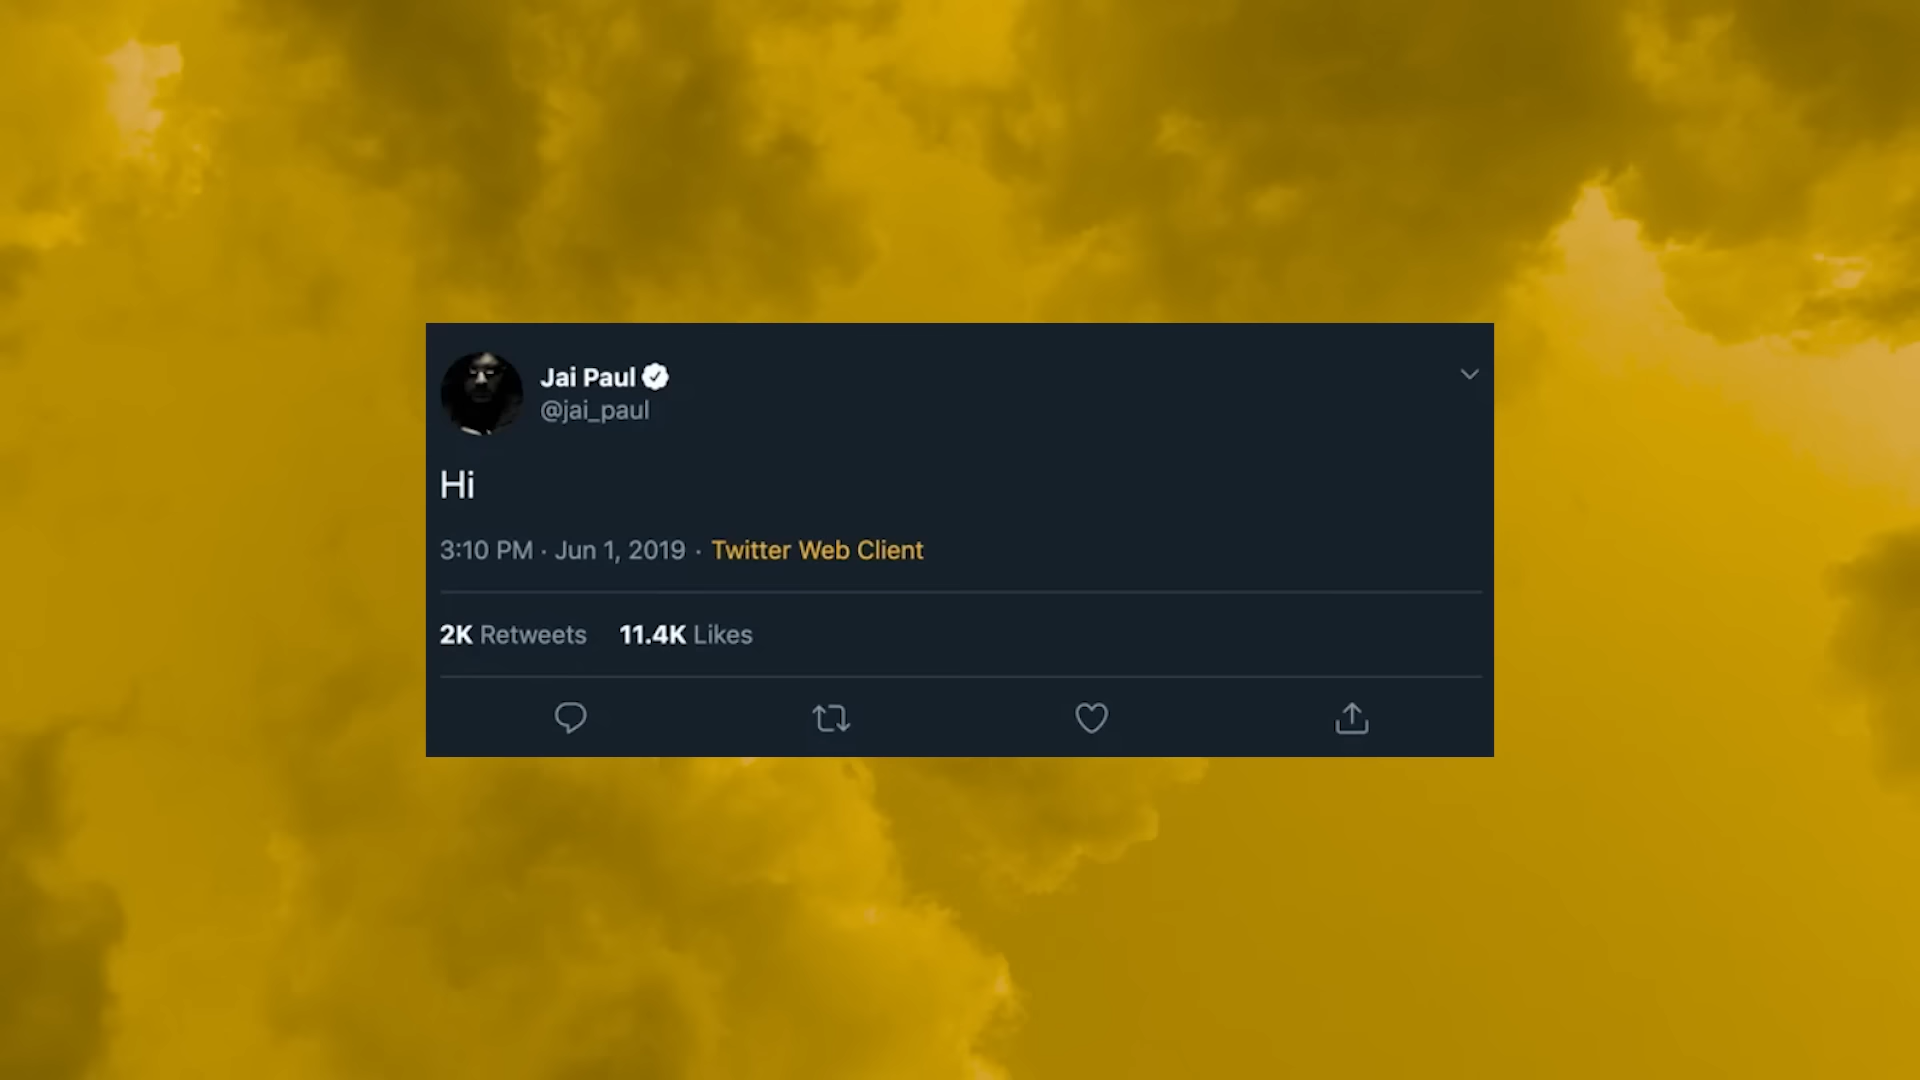 Jai Paul
@jai_paul
Hi
3:10 PM · Jun 1, 2019 · Twitter Web Client
2K Retweets 11.4K Likes